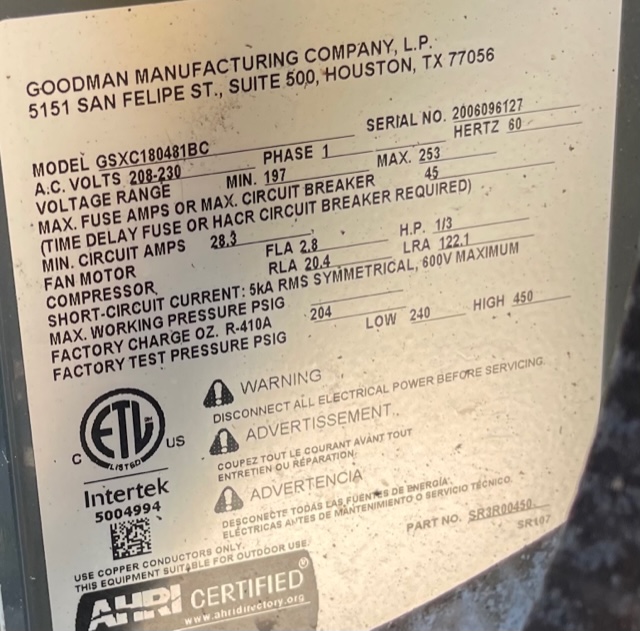 GOODMAN MANUFACTURING COMPANY, L.P.
5151 SAN FELIPE ST., SUITE 500, HOUSTON, TX 77056
SERIAL NO. 2006096127
MODEL GSXC180481BC
PHASE 1 HERTZ 60
A.C. VOLTS 208-230
VOLTAGE RANGE MIN. 197 MAX. 253
MAX. FUSE AMPS OR MAX. CIRCUIT BREAKER 45
(TIME DELAY FUSE OR HACR CIRCUIT BREAKER REQUIRED)
MIN. CIRCUIT AMPS 28.3
FAN MOTOR FLA 2.8 H.P. 1/3
COMPRESSOR RLA 20.4 LRA 122.1
SHORT-CIRCUIT CURRENT: 5kA RMS SYMMETRICAL, 600V MAXIMUM
MAX. WORKING PRESSURE PSIG
FACTORY CHARGE OZ. R-410A 204
FACTORY TEST PRESSURE PSIG LOW 240 HIGH 450
WARNING
DISCONNECT ALL ELECTRICAL POWER BEFORE SERVICING.
ADVERTISSEMENT
COUPEZ TOUT LE COURANT AVANT TOUT
ENTRETIEN OU RÉPARATION
ADVERTENCIA
DESCONECTE TODAS LAS FUENTES DE ENERGÍA
ELÉCTRICAS ANTES DE MANTENIMIENTO O SERVICIO TÉCNICO.
ETL
C US
LISTED
Intertek
5004994
PART NO. SR3R00450
SR107
USE COPPER CONDUCTORS ONLY.
THIS EQUIPMENT SUITABLE FOR OUTDOOR USE.
AHRI CERTIFIED®
www.ahridirectory.org